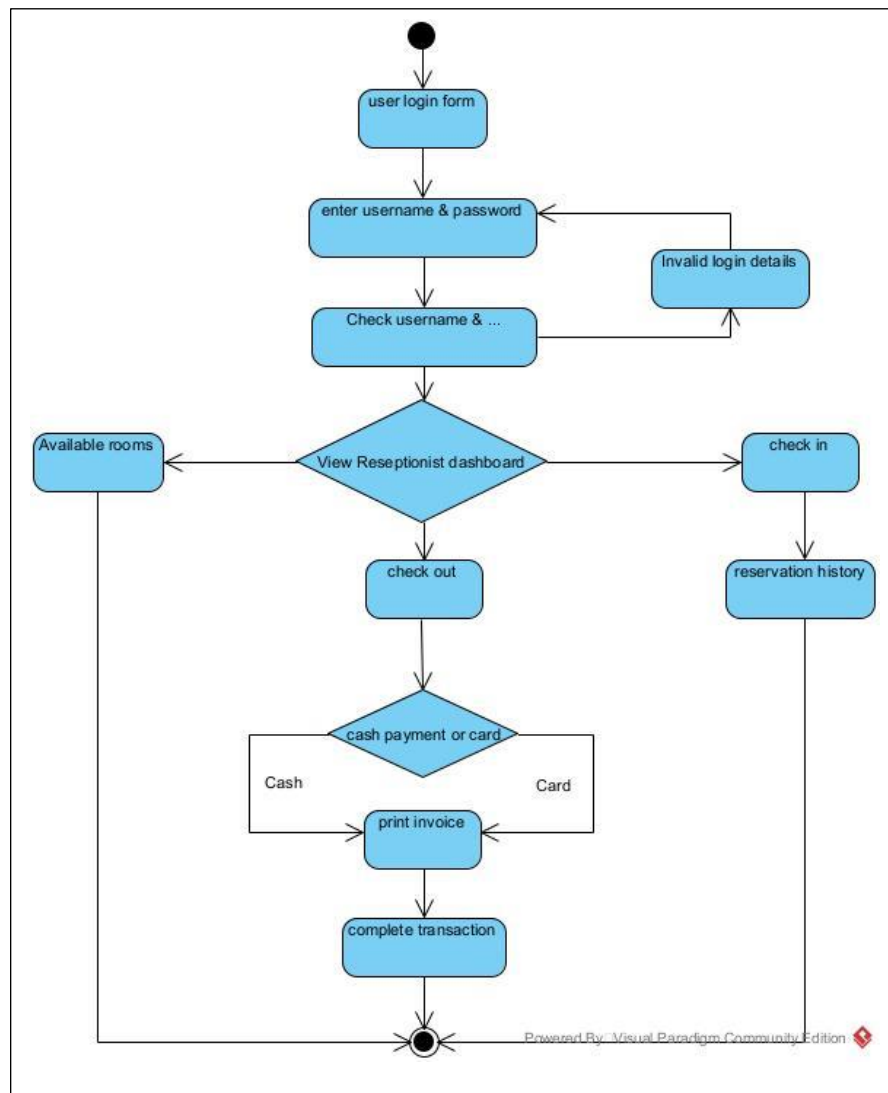 user login form
enter username & password
Invalid login details
Check username & ...
Available rooms
View Reseptionist dashboard
check in
check out
reservation history
cash payment or card
Cash
Card
print invoice
complete transaction
Powered By: Visual Paradigm Community Edition